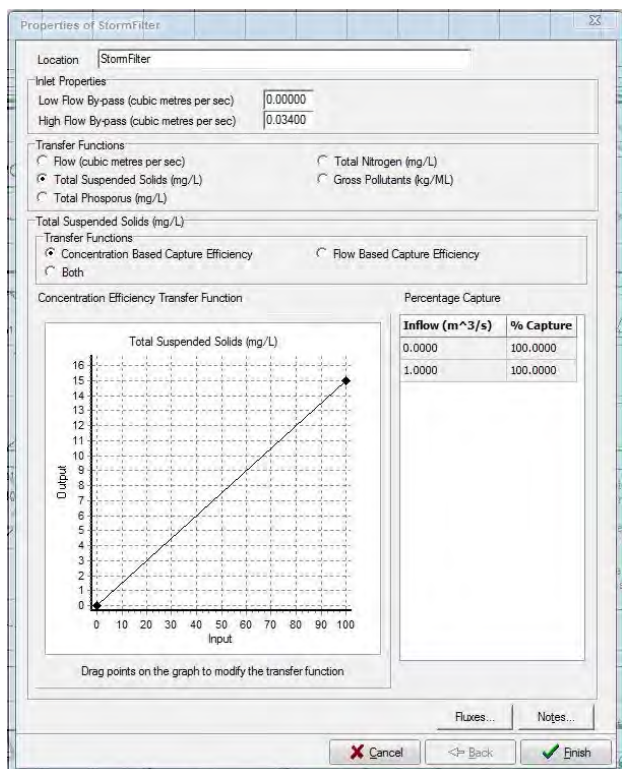 Properties of StormFilter
Location StormFilter
Inlet Properties
Low Flow By-pass (cubic metres per sec) 0.00000
High Flow By-pass (cubic metres per sec) 0.03400
Transfer Functions
Flow (cubic metres per sec) Total Nitrogen (mg/L)
Total Suspended Solids (mg/L) Gross Pollutants (kg/ML)
Total Phosporus (mg/L)
Total Suspended Solids (mg/L)
Transfer Functions
Concentration Based Capture Efficiency Flow Based Capture Efficiency
Both
Concentration Efficiency Transfer Function Percentage Capture
Inflow (m^3/s) % Capture
0.0000 100.0000
1.0000 100.0000
Total Suspended Solids (mg/L)
16
15
14
13
12
11
10
9
8
7
6
5
4
3
2
1
0
Output
0 10 20 30 40 50 60 70 80 90 100
Input
Drag points on the graph to modify the transfer function
Fluxes... Notes...
Cancel <= Back Finish